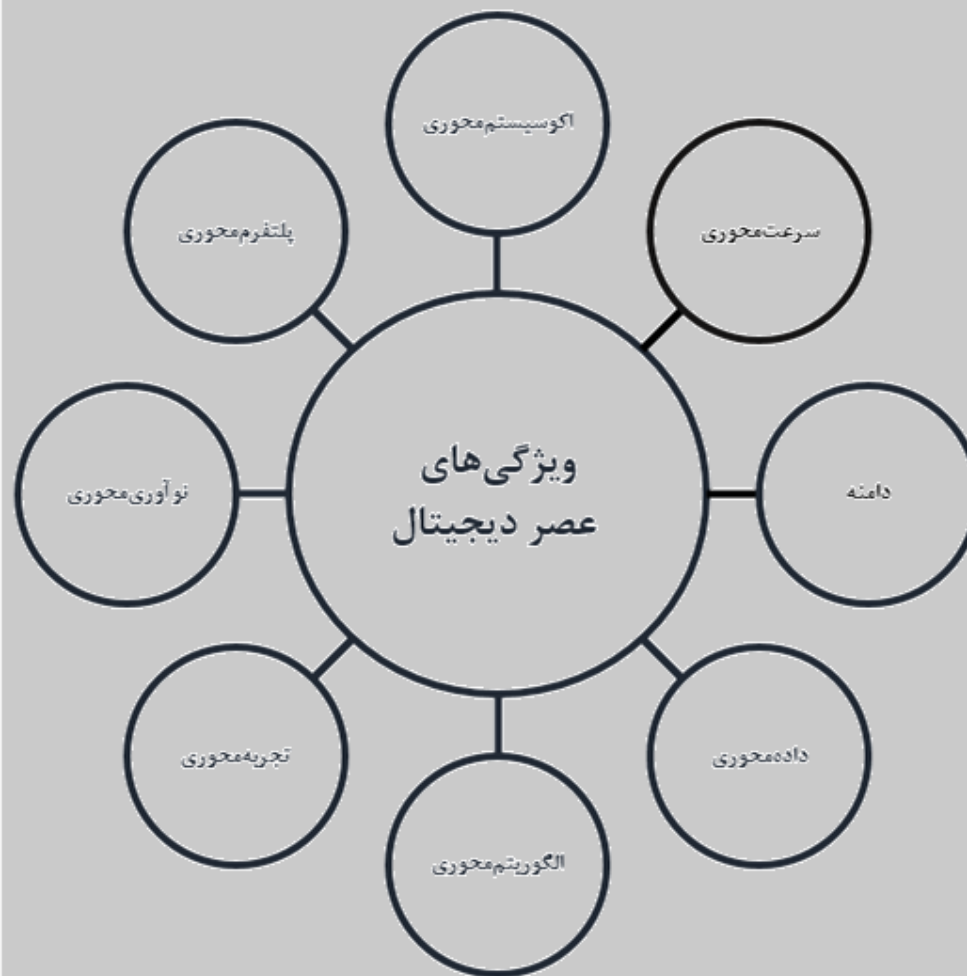 اکوسیستم‌محوری
سرعت‌محوری
پلتفرم‌محوری
ویژگی‌های
عصر دیجیتال
دامنه
نوآوری‌محوری
داده‌محوری
تجربه‌محوری
الگوریتم‌محوری